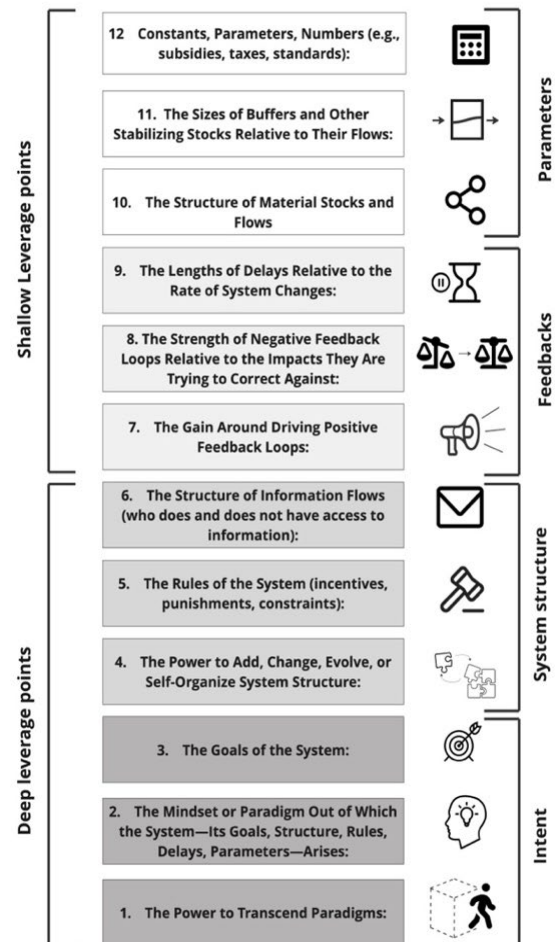 12 Constants, Parameters, Numbers (e.g.,
subsidies, taxes, standards):
11. The Sizes of Buffers and Other
Stabilizing Stocks Relative to Their Flows:
10. The Structure of Material Stocks and
Flows
Parameters
Shallow Leverage points
9. The Lengths of Delays Relative to the
Rate of System Changes:
8. The Strength of Negative Feedback
Loops Relative to the Impacts They Are
Trying to Correct Against:
7. The Gain Around Driving Positive
Feedback Loops:
Feedbacks
6. The Structure of Information Flows
(who does and does not have access to
information):
5. The Rules of the System (incentives,
punishments, constraints):
4. The Power to Add, Change, Evolve, or
Self-Organize System Structure:
System structure
Deep leverage points
3. The Goals of the System:
2. The Mindset or Paradigm Out of Which
the System—Its Goals, Structure, Rules,
Delays, Parameters—Arises:
1. The Power to Transcend Paradigms:
Intent